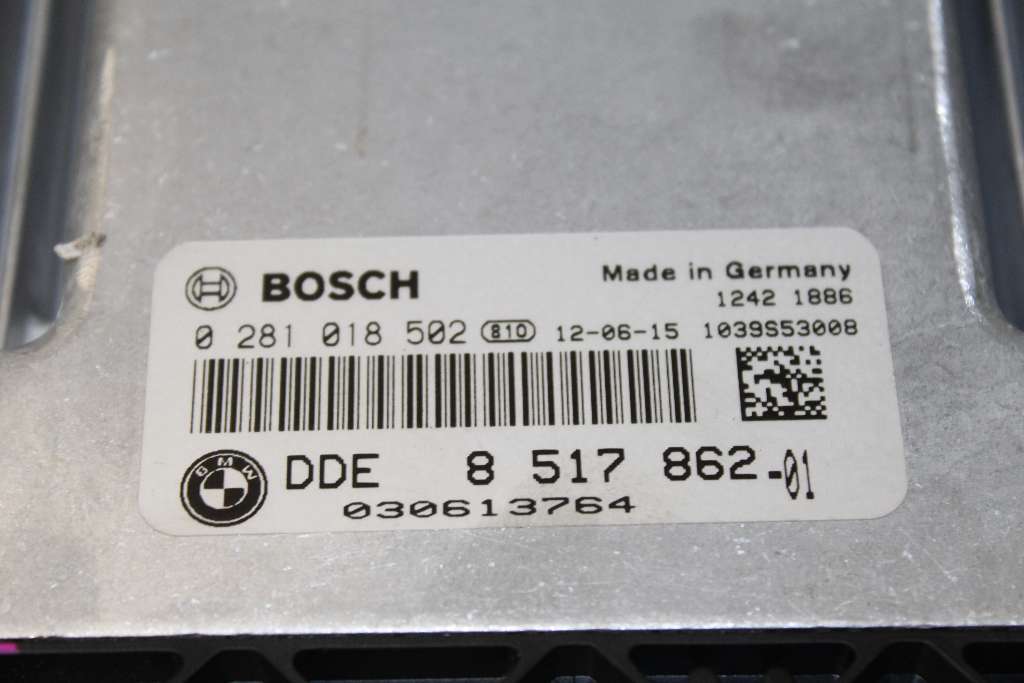 BOSCH
Made in Germany
1242 1886
0 281 018 502 810 12-06-15 1039S53008
BMW
DDE 8 517 862-01
030613764